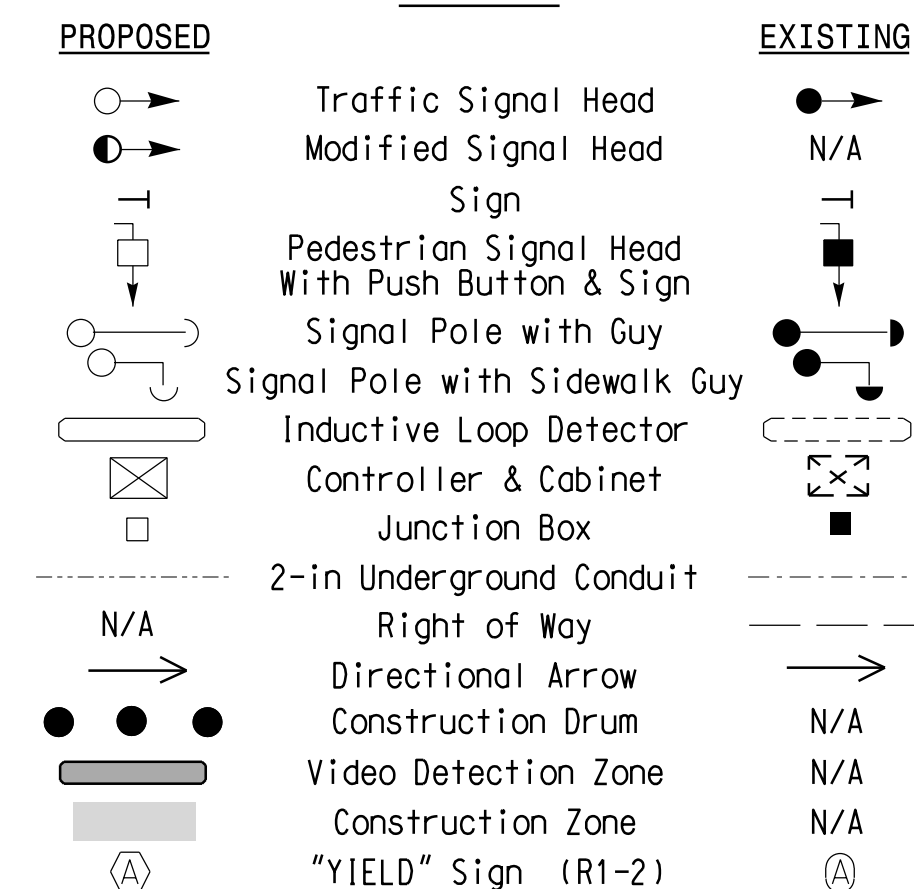 PROPOSED EXISTING
Traffic Signal Head
Modified Signal Head N/A
Sign
Pedestrian Signal Head
With Push Button & Sign
Signal Pole with Guy
Signal Pole with Sidewalk Guy
Inductive Loop Detector
Controller & Cabinet
Junction Box
2-in Underground Conduit
N/A Right of Way
Directional Arrow
Construction Drum N/A
Video Detection Zone N/A
Construction Zone N/A
A "YIELD" Sign (R1-2) A